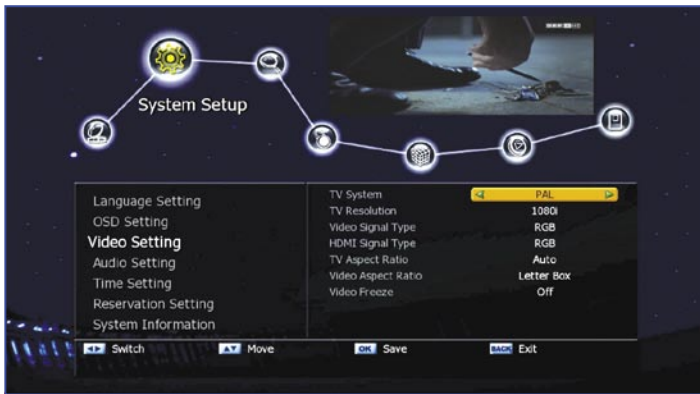 System Setup
Language Setting
OSD Setting
Video Setting
Audio Setting
Time Setting
Reservation Setting
System Information
TV System PAL
TV Resolution 1080i
Video Signal Type RGB
HDMI Signal Type RGB
TV Aspect Ratio Auto
Video Aspect Ratio Letter Box
Video Freeze Off
Switch Move OK Save BACK Exit